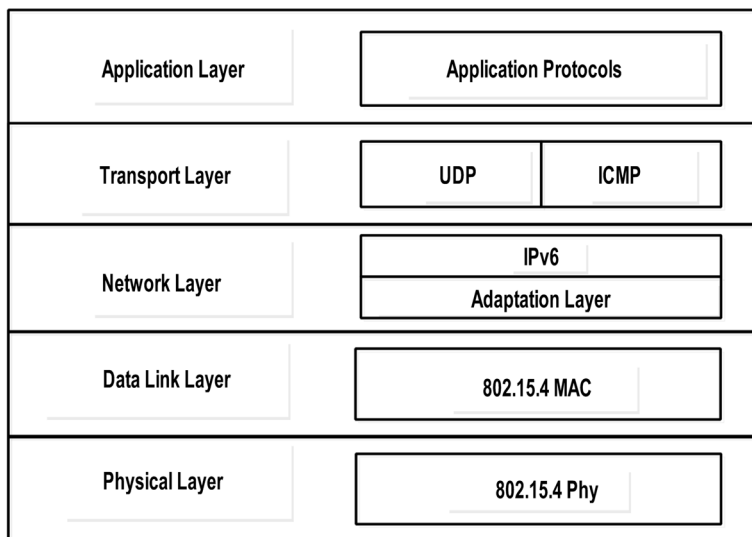 Application Layer
Application Protocols
Transport Layer
UDP
ICMP
Network Layer
IPv6
Adaptation Layer
Data Link Layer
802.15.4 MAC
Physical Layer
802.15.4 Phy